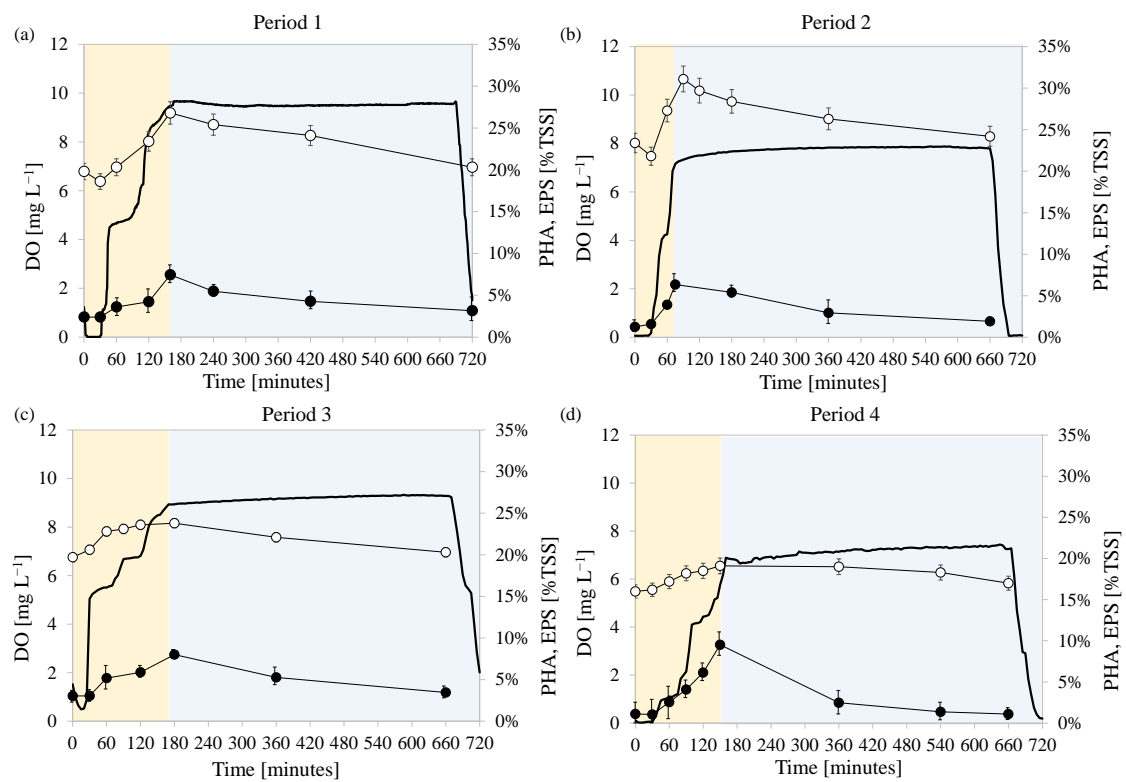 (a) Period 1
12 35%
10 30%
8 25%
6 20%
4 15%
2 10%
0 5%
0%
DO [mg L⁻¹]
PHA, EPS [%TSS]
0 60 120 180 240 300 360 420 480 540 600 660 720
Time [minutes]
(b) Period 2
12 35%
10 30%
8 25%
6 20%
4 15%
2 10%
0 5%
0%
DO [mg L⁻¹]
PHA, EPS [%TSS]
0 60 120 180 240 300 360 420 480 540 600 660 720
Time [minutes]
(c) Period 3
12 35%
10 30%
8 25%
6 20%
4 15%
2 10%
0 5%
0%
DO [mg L⁻¹]
PHA, EPS [%TSS]
0 60 120 180 240 300 360 420 480 540 600 660 720
Time [minutes]
(d) Period 4
12 35%
10 30%
8 25%
6 20%
4 15%
2 10%
0 5%
0%
DO [mg L⁻¹]
PHA, EPS [%TSS]
0 60 120 180 240 300 360 420 480 540 600 660 720
Time [minutes]